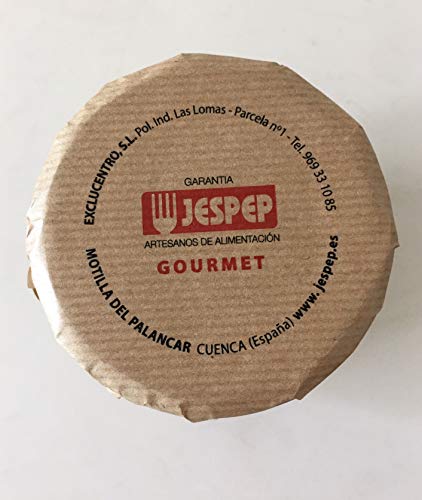 EXCLUCENTRO, S.L. Pol. Ind. Las Lomas - Parcela nº1 - Tel. 969 33 10 85
GARANTIA
JESPEP
ARTESANOS DE ALIMENTACIÓN
GOURMET
MOTILLA DEL PALANCAR CUENCA (España) www.jespep.es